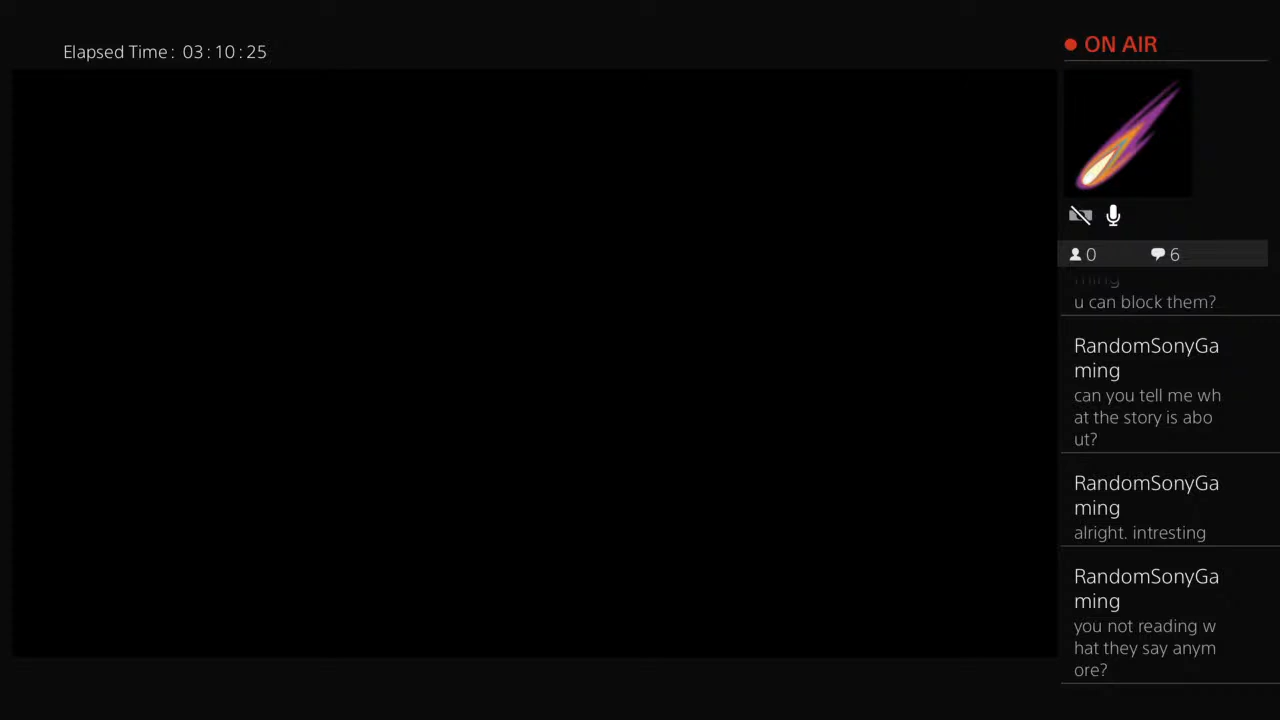 Elapsed Time: 03:10:25
ON AIR
0 6
ming
u can block them?
RandomSonyGa
ming
can you tell me wh
at the story is abo
ut?
RandomSonyGa
ming
alright. intresting
RandomSonyGa
ming
you not reading w
hat they say anym
ore?